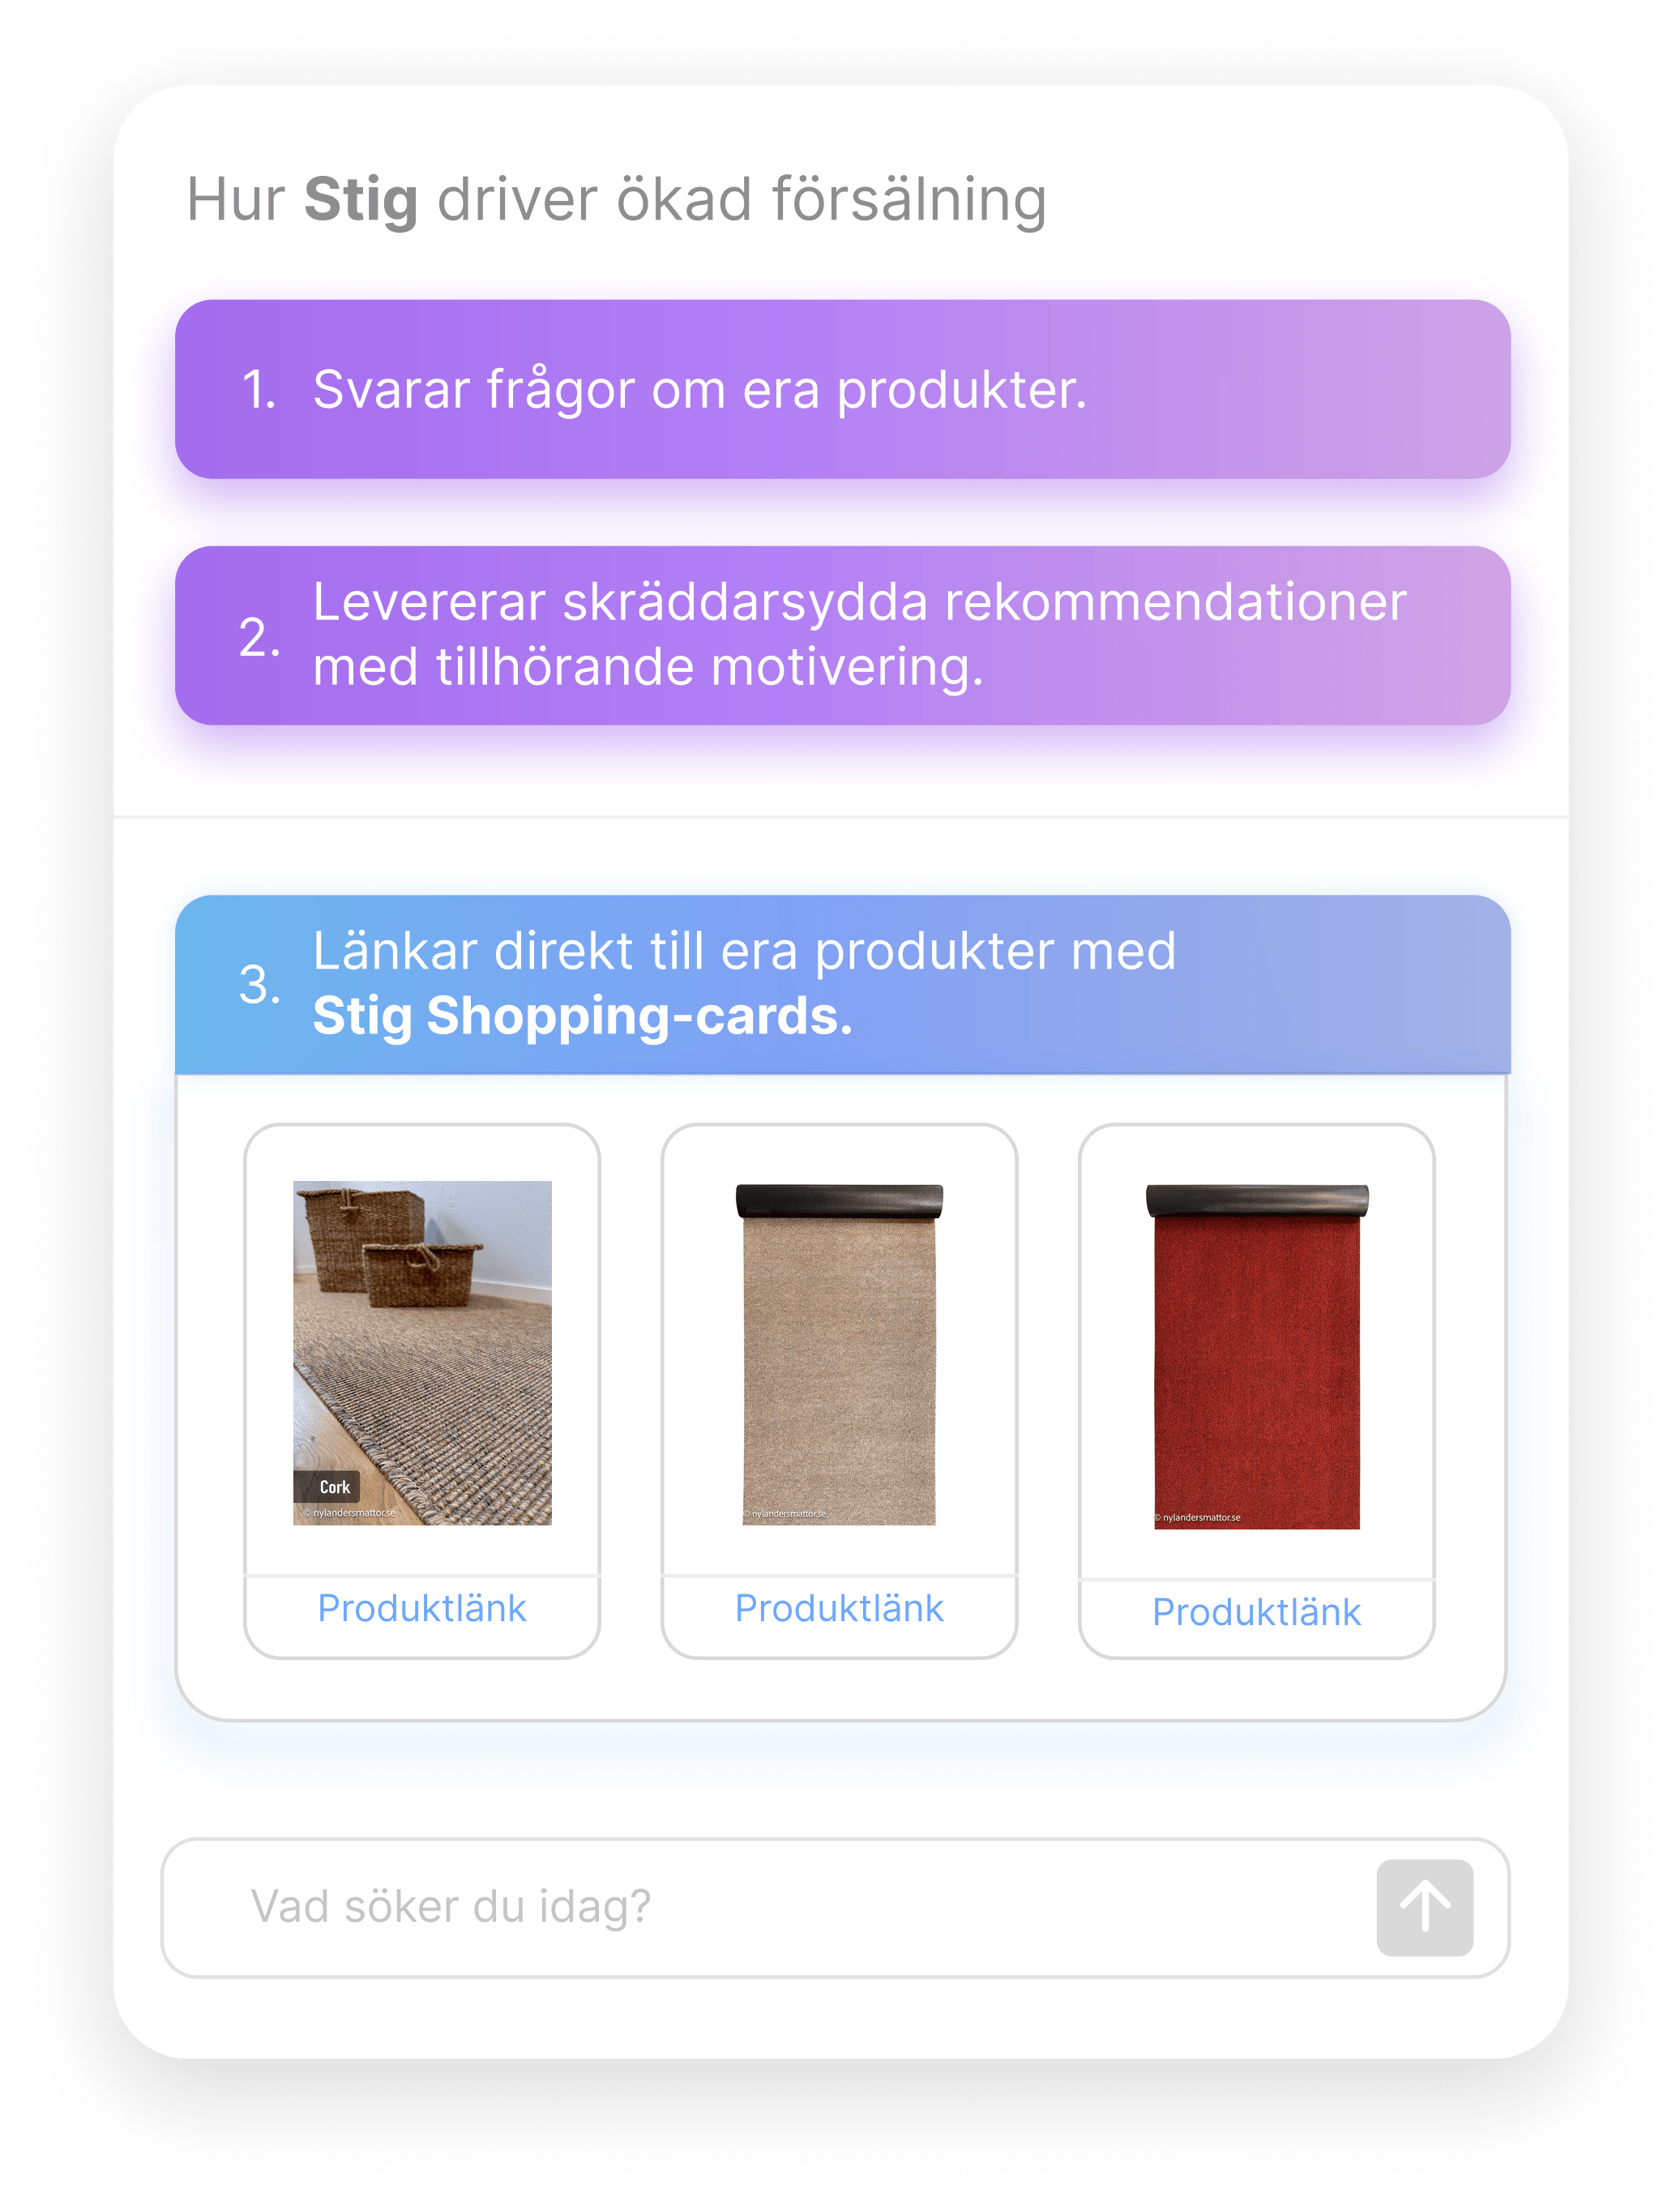 Hur Stig driver ökad försälning
1. Svarar frågor om era produkter.
2. Levererar skräddarsydda rekommendationer
med tillhörande motivering.
3. Länkar direkt till era produkter med
Stig Shopping-cards.
Cork
© nylandersmattor.se
© nylandersmattor.se
© nylandersmattor.se
Produktlänk
Produktlänk
Produktlänk
Vad söker du idag?